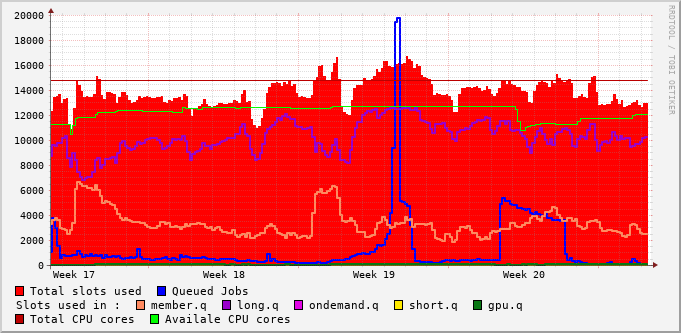 20000
18000
16000
14000
12000
10000
8000
6000
4000
2000
0
Week 17 Week 18 Week 19 Week 20
Total slots used Queued Jobs
Slots used in : member.q long.q ondemand.q short.q gpu.q
Total CPU cores Availale CPU cores
RRDTOOL / TOBI OETIKER